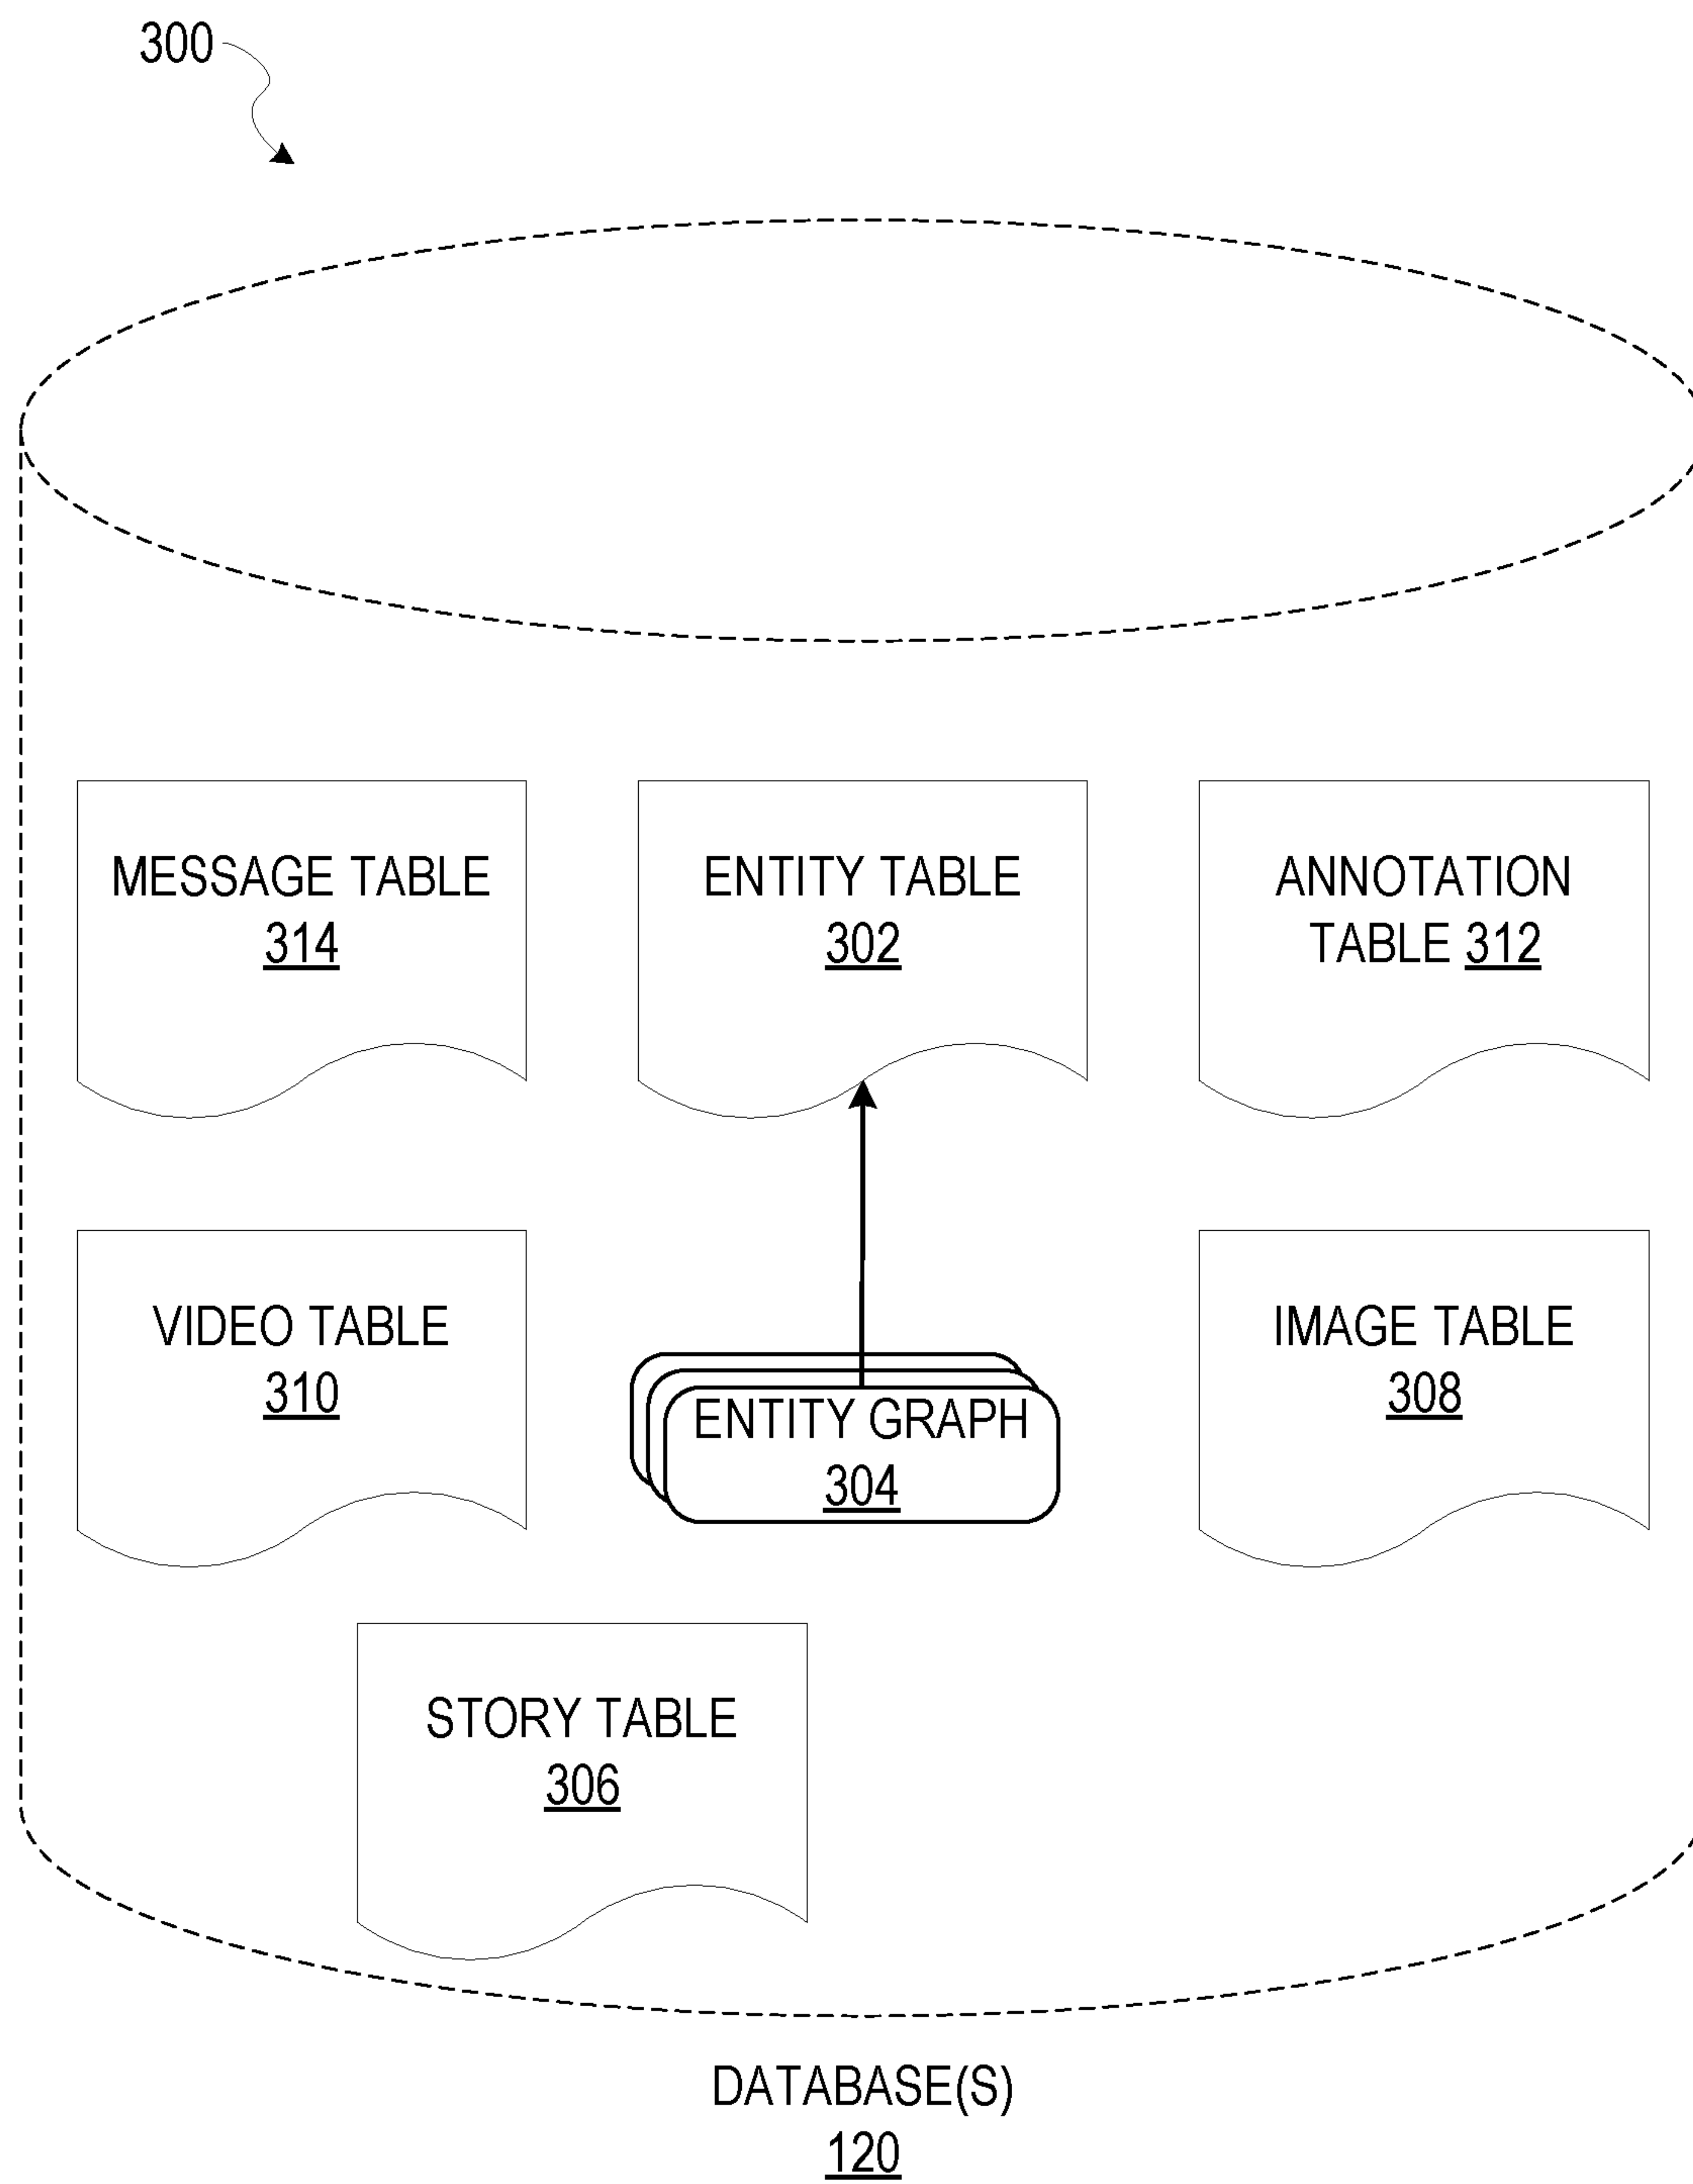 300
MESSAGE TABLE
314
ENTITY TABLE
302
ANNOTATION
TABLE 312
VIDEO TABLE
310
ENTITY GRAPH
304
IMAGE TABLE
308
STORY TABLE
306
DATABASE(S)
120